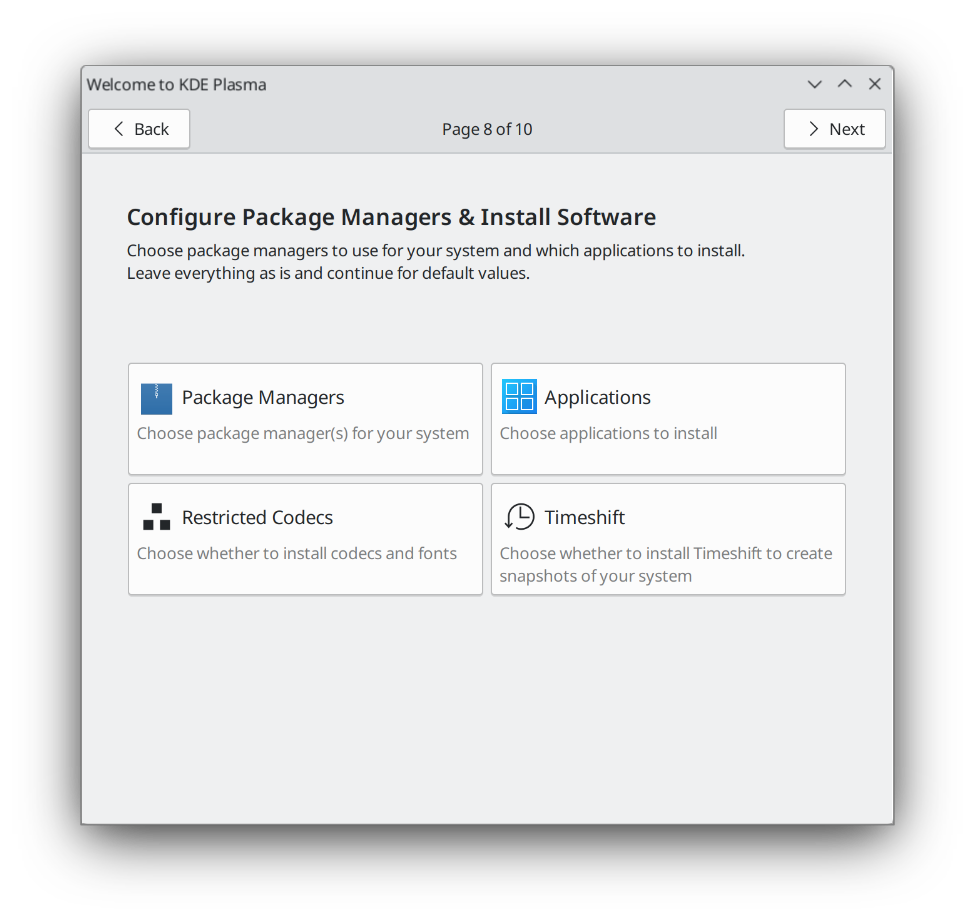 Welcome to KDE Plasma
Back
Page 8 of 10
Next
Configure Package Managers & Install Software
Choose package managers to use for your system and which applications to install.
Leave everything as is and continue for default values.
Package Managers
Choose package manager(s) for your system
Applications
Choose applications to install
Restricted Codecs
Choose whether to install codecs and fonts
Timeshift
Choose whether to install Timeshift to create
snapshots of your system